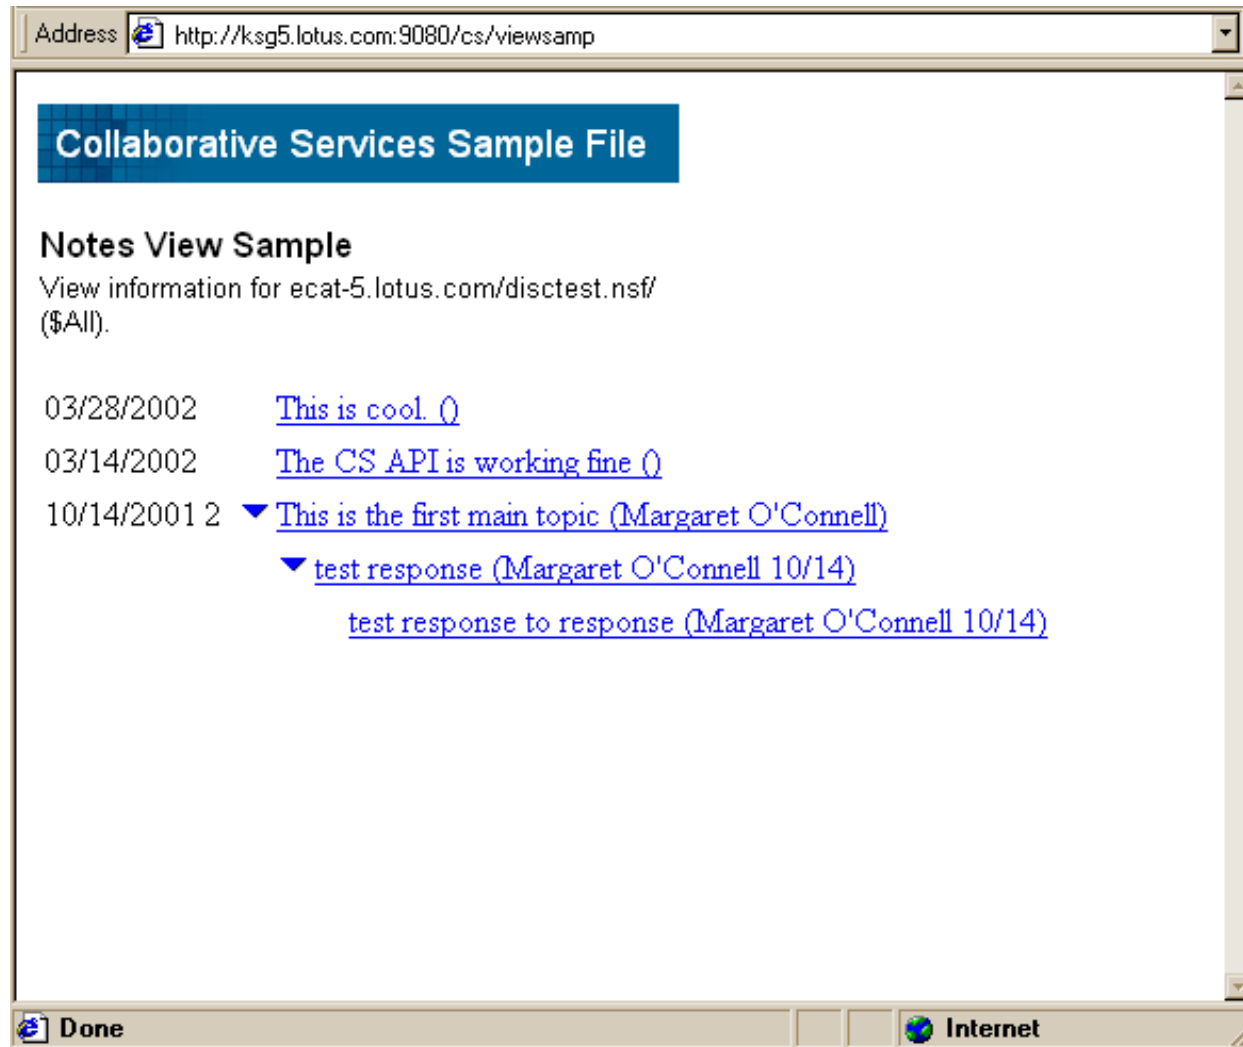 Address http://ksg5.lotus.com:9080/cs/viewsamp
Collaborative Services Sample File
Notes View Sample
View information for ecat-5.lotus.com/disctest.nsf/
($All).
03/28/2002 This is cool. ()
03/14/2002 The CS API is working fine ()
10/14/2001 2 This is the first main topic (Margaret O'Connell)
test response (Margaret O'Connell 10/14)
test response to response (Margaret O'Connell 10/14)
Done Internet